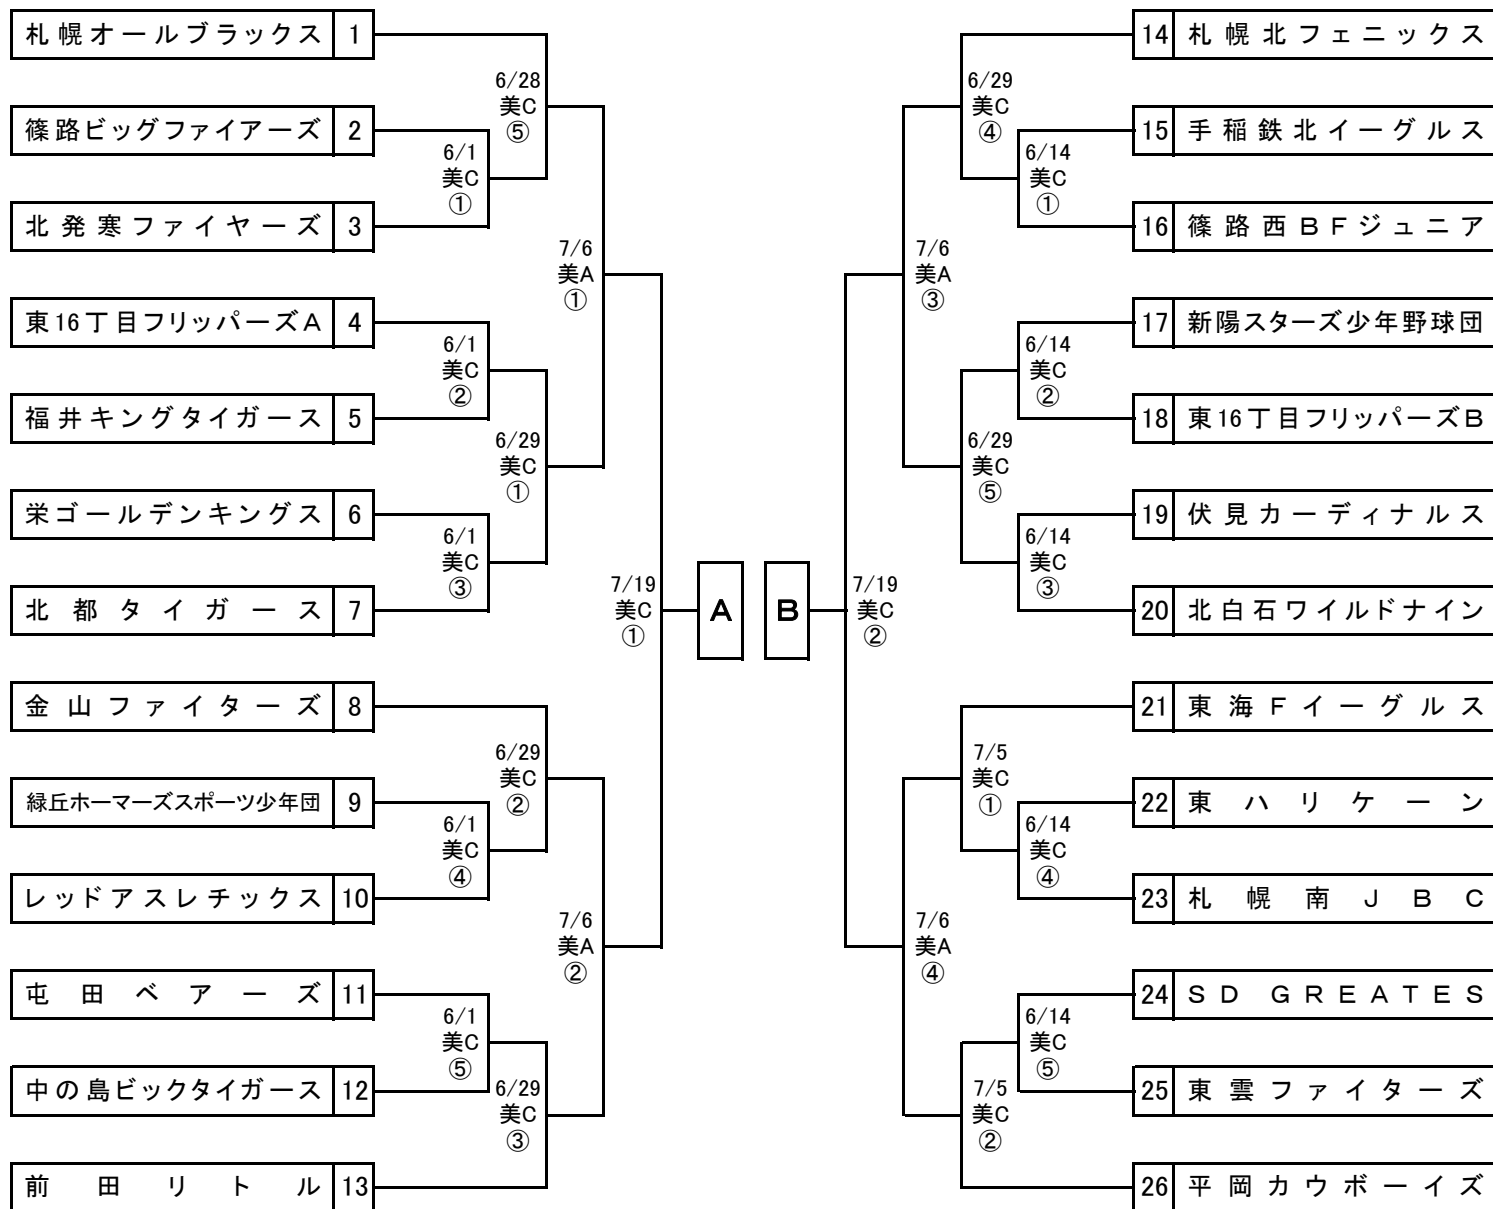 札幌オールブラックス 1
6/28
美C
⑤
篠路ビッグファイアーズ 2
6/1
美C
①
北発寒ファイヤーズ 3
7/6
美A
①
東16丁目フリッパーズA 4
6/1
美C
②
福井キングタイガース 5
6/29
美C
①
栄ゴールデンキングス 6
6/1
美C
③
北都タイガース 7
7/19
美C
①
A
金山ファイターズ 8
6/29
美C
②
緑丘ホーマーズスポーツ少年団 9
6/1
美C
④
レッドアスレチックス 10
7/6
美A
②
屯田ベアーズ 11
6/1
美C
⑤
中の島ビックタイガース 12
6/29
美C
③
前田リトル 13
14 札幌北フェニックス
6/29
美C
④
15 手稲鉄北イーグルス
6/14
美C
①
16 篠路西BFジュニア
7/6
美A
③
17 新陽スターズ少年野球団
6/14
美C
②
18 東16丁目フリッパーズB
6/29
美C
⑤
19 伏見カーディナルス
6/14
美C
③
20 北白石ワイルドナイン
B
7/19
美C
②
21 東海Fイーグルス
7/5
美C
①
22 東ハリケーン
6/14
美C
④
23 札幌南JBC
7/6
美A
④
24 SD GREATES
6/14
美C
⑤
25 東雲ファイターズ
7/5
美C
②
26 平岡カウボーイズ